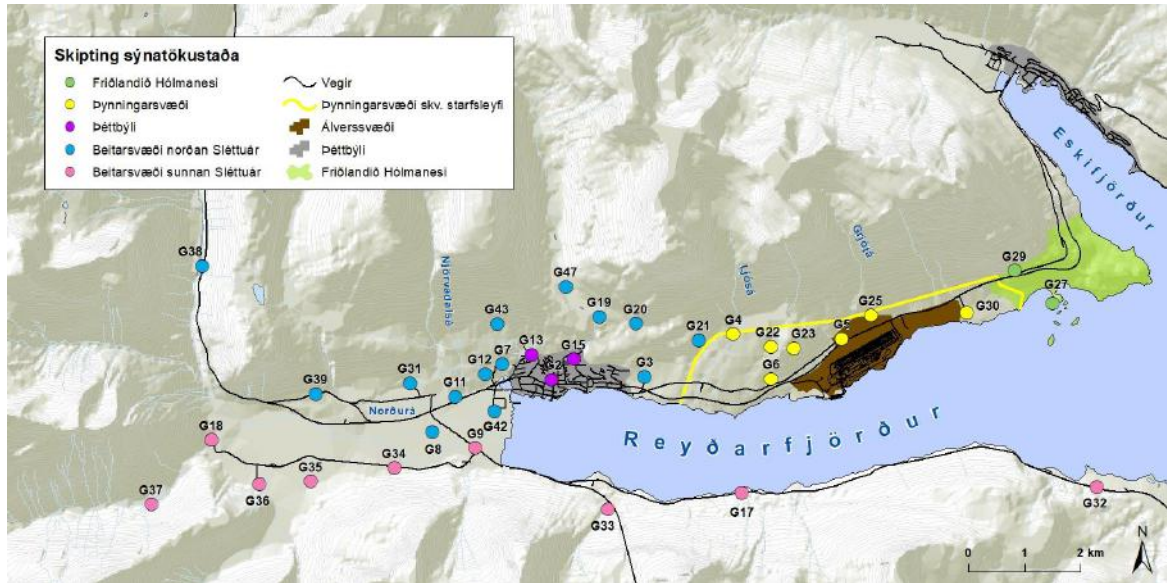 Skipting sýnatökustaða
Friðlandið Hólmanesi
Þynningarsvæði
Þéttbýli
Beitarsvæði norðan Sléttuár
Beitarsvæði sunnan Sléttuár
Vegir
Þynningarsvæði skv. starfsleyfi
Álverssvæði
Þéttbýli
Friðlandið Hólmanesi
Eskifjörður
G38
Njörvadalsá
G47
Ljósá
Grjótá
G29
G27
G43
G19
G20
G4
G25
G30
G21
G22
G23
G5
G13
G15
G7
G12
G2
G3
G6
G39
G31
G11
Norðurá
G42
G8
G9
Reyðarfjörður
G18
G34
G35
G36
G37
G33
G17
G32
N
0 1 2 km